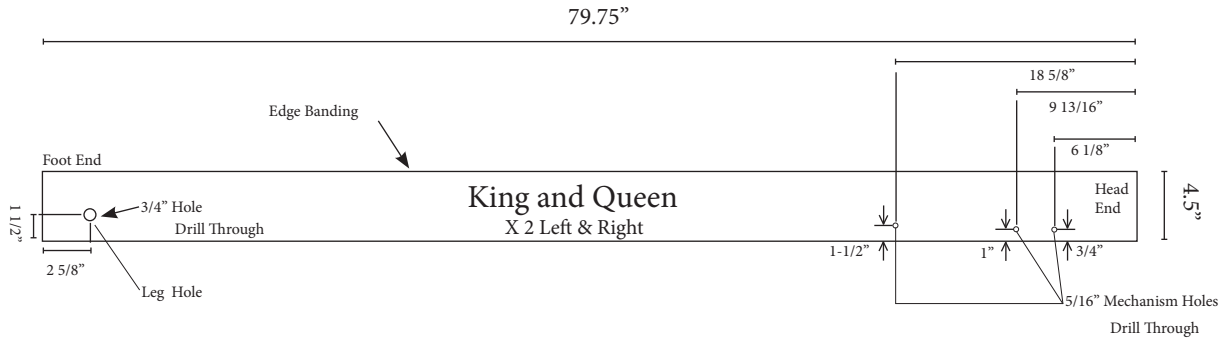 79.75”
18 5/8”
9 13/16”
Edge Banding
6 1/8”
Foot End
King and Queen
X 2 Left & Right
Head
End
4.5”
1 1/2”
3/4” Hole
Drill Through
2 5/8”
Leg Hole
1-1/2”
1”
3/4”
5/16” Mechanism Holes
Drill Through